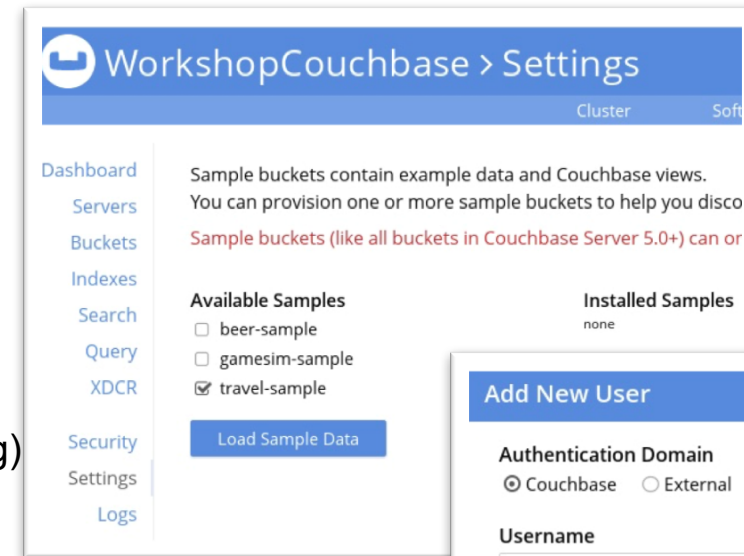 WorkshopCouchbase > Settings
Cluster Soft
Dashboard
Servers
Buckets
Indexes
Search
Query
XDCR
Security
Settings
Logs
Sample buckets contain example data and Couchbase views.
You can provision one or more sample buckets to help you disco
Sample buckets (like all buckets in Couchbase Server 5.0+) can or
Available Samples
beer-sample
gamesim-sample
travel-sample
Load Sample Data
Installed Samples
none
g)
Add New User
Authentication Domain
Couchbase External
Username